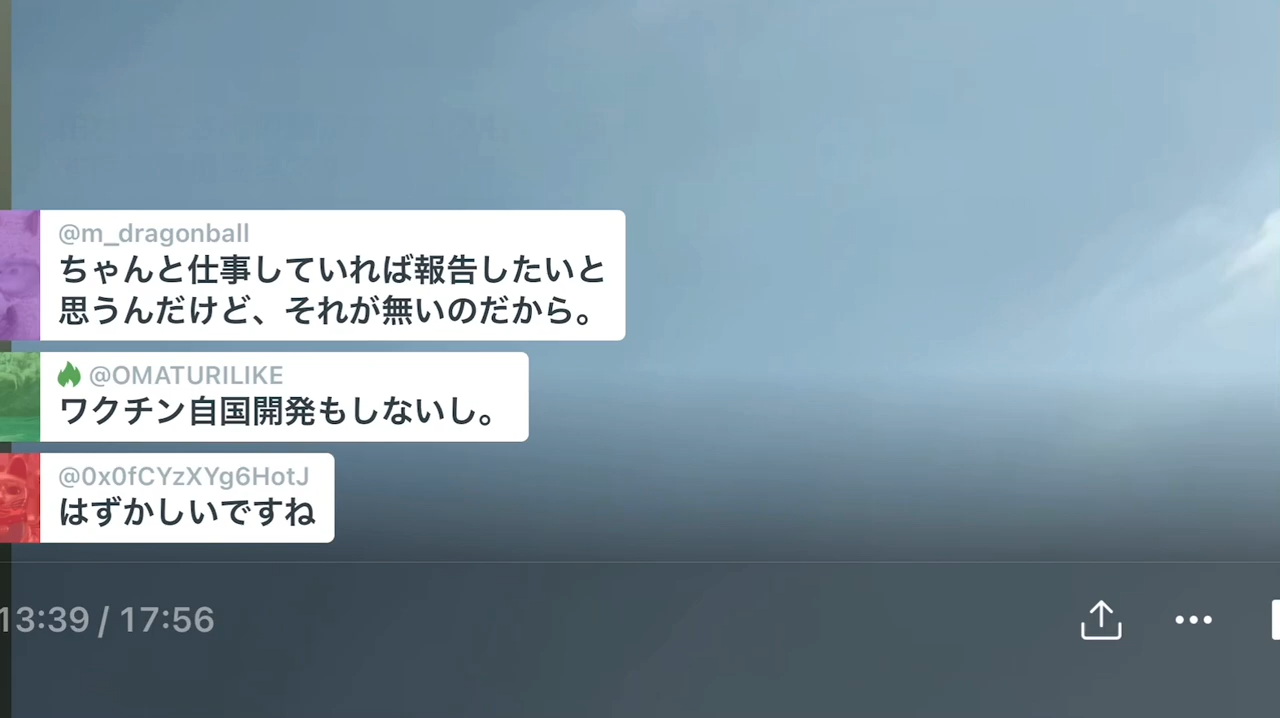 @m_dragonball
ちゃんと仕事していれば報告したいと
思うんだけど、それが無いのだから。
@OMATURILIKE
ワクチン自国開発もしないし。
@0x0fCYzXYg6HotJ
はずかしいですね
13:39 / 17:56